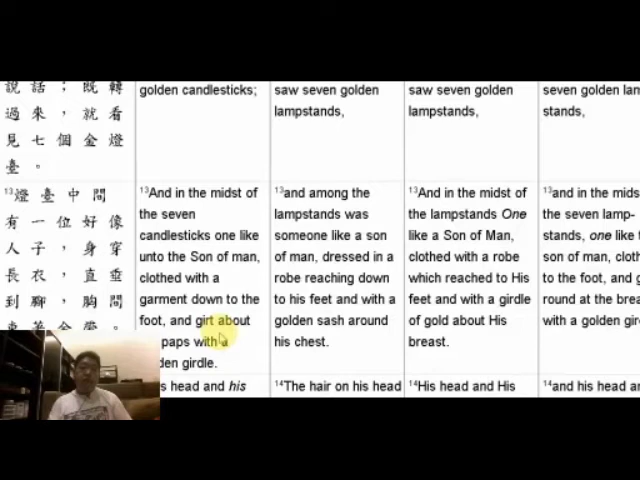 說話；既轉
過來，就看
見七個金燈
臺。
13燈臺中間
有一位好像
人子，身穿
長衣，直垂
到腳，胸間
golden candlesticks;
13And in the midst of
the seven
candlesticks one like
unto the Son of man,
clothed with a
garment down to the
foot, and girt about
paps with a
girdle.
head and his
saw seven golden
lampstands,
13and among the
lampstands was
someone like a son
of man, dressed in a
robe reaching down
to his feet and with a
golden sash around
his chest.
14The hair on his head
saw seven golden
lampstands,
13And in the midst of
the lampstands One
like a Son of Man,
clothed with a robe
which reached to His
feet and with a girdle
of gold about His
breast.
14His head and His
seven golden
stands,
13and in the
the seven lamp-
stands, one like
son of man,
to the foot, and
round at the
with a golden
14and his head